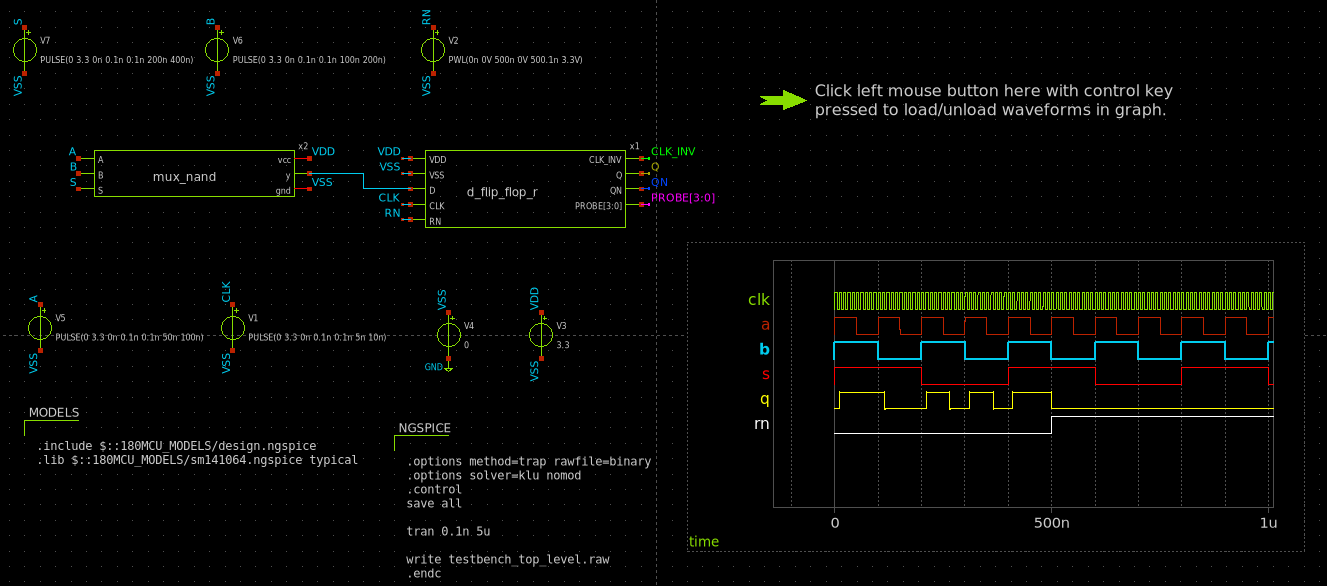 S
V7
PULSE(0 3.3 0n 0.1n 0.1n 200n 400n)
VSS
B
V6
PULSE(0 3.3 0n 0.1n 0.1n 100n 200n)
VSS
RN
V2
PWL(0n 0V 500n 0V 500.1n 3.3V)
VSS
Click left mouse button here with control key
pressed to load/unload waveforms in graph.
x2
A
B
S
A
B
S
mux_nand
vcc
y
gnd
VDD
VSS
x1
VDD
VSS
CLK
RN
VDD
VSS
D
CLK
RN
d_flip_flop_r
CLK_INV
Q
QN
PROBE[3:0]
CLK_INV
Q
QN
PROBE[3:0]
A
V5
PULSE(0 3.3 0n 0.1n 0.1n 50n 100n)
VSS
CLK
V1
PULSE(0 3.3 0n 0.1n 0.1n 5n 10n)
VSS
VSS
V4
0
GND
VDD
V3
3.3
VSS
MODELS
.include $::180MCU_MODELS/design.ngspice
.lib $::180MCU_MODELS/sm141064.ngspice typical
NGSPICE
.options method=trap rawfile=binary
.options solver=klu nomod
.control
save all
tran 0.1n 5u
write testbench_top_level.raw
.endc
clk
a
b
s
q
rn
0
500n
1u
time